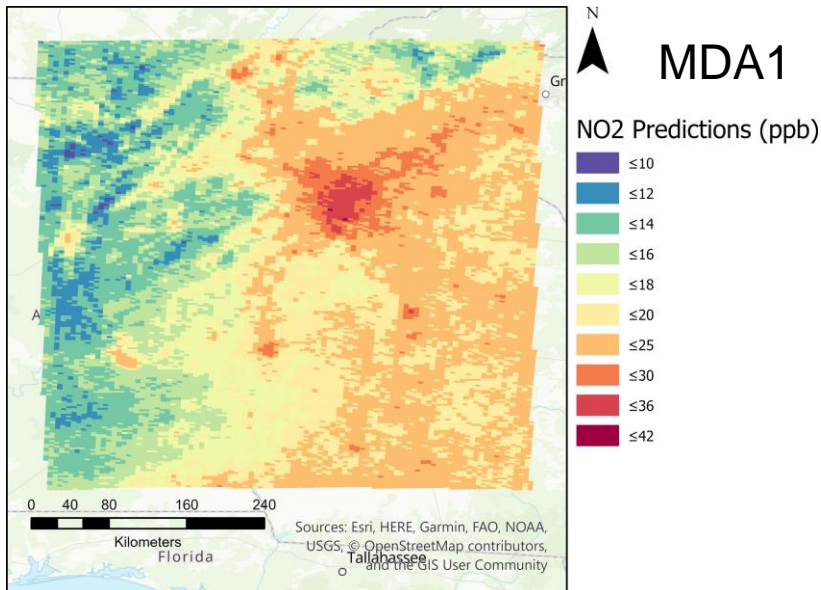 N
MDA1
Gr
NO2 Predictions (ppb)
≤10
≤12
≤14
≤16
≤18
≤20
≤25
≤30
≤36
≤42
A
0 40 80 160 240
Kilometers
Sources: Esri, HERE, Garmin, FAO, NOAA,
USGS, © OpenStreetMap contributors,
and the GIS User Community
Florida
Tallahassee